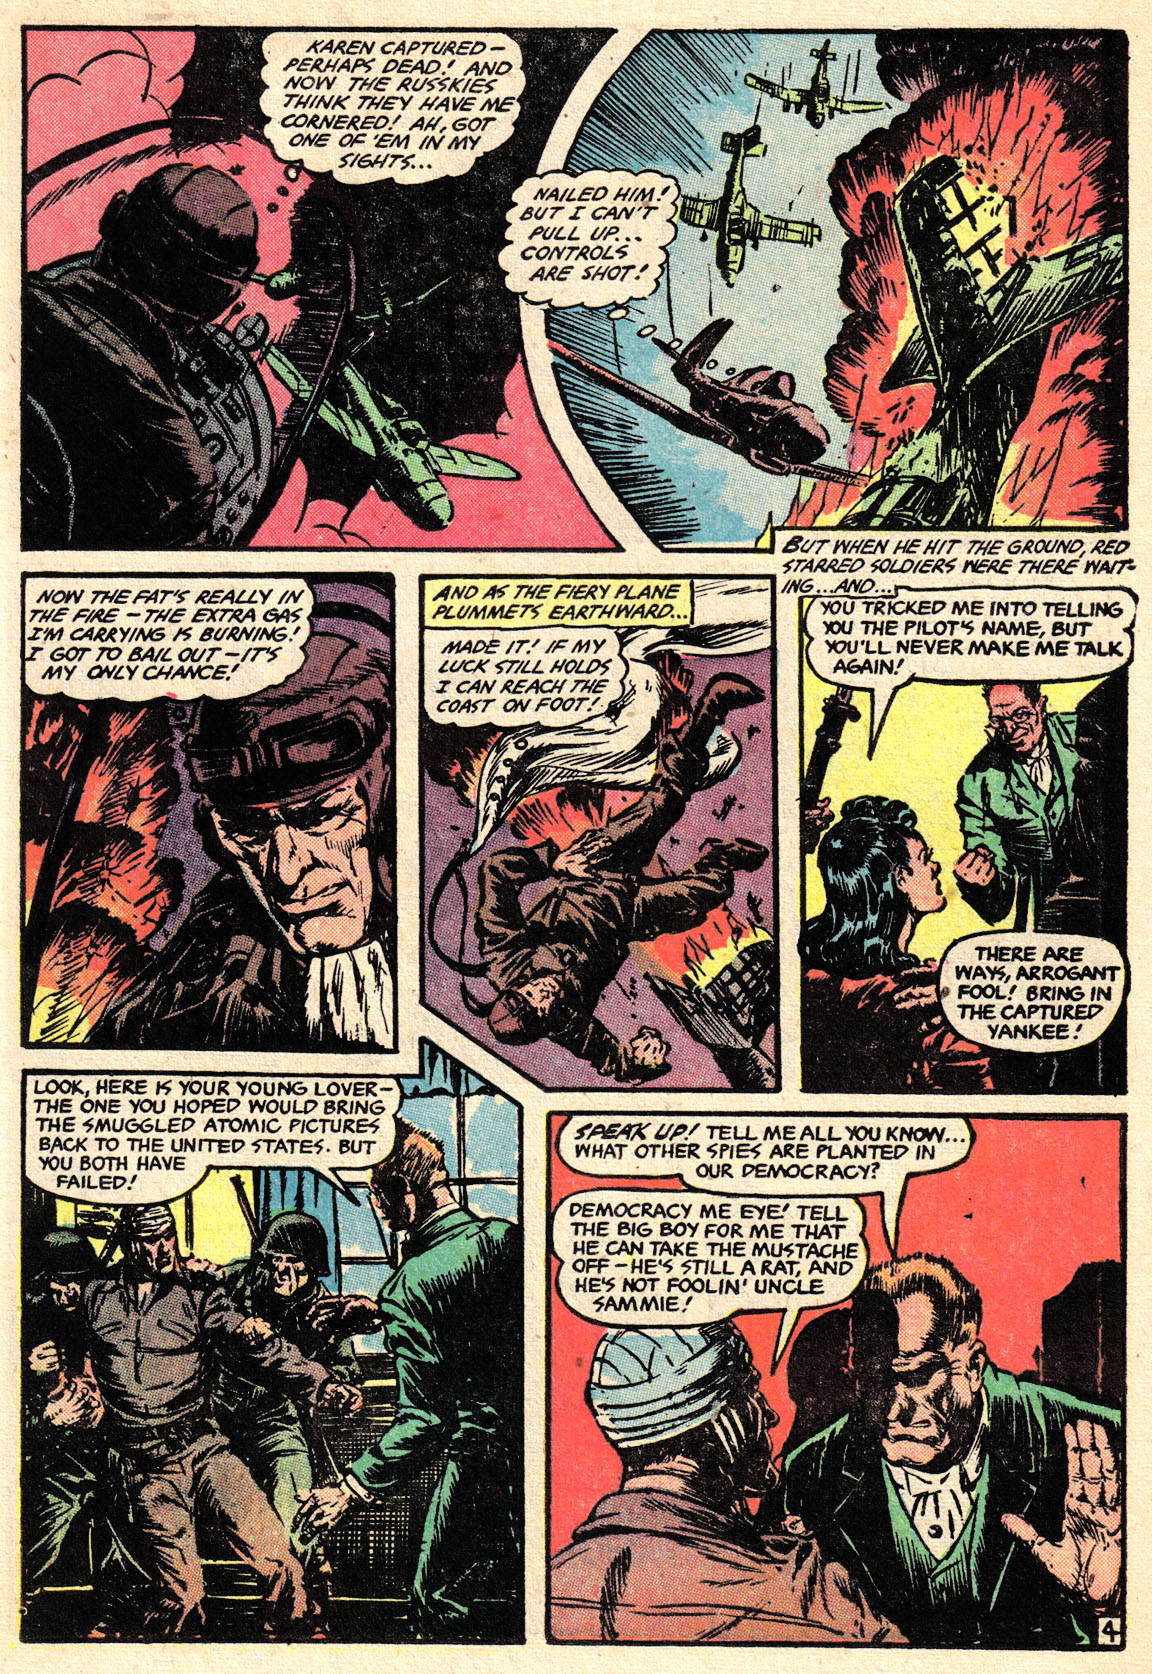 KAREN CAPTURED—
PERHAPS DEAD! AND
NOW THE RUSSKIES
THINK THEY HAVE ME
CORNERED! AH, GOT
ONE OF 'EM IN MY
SIGHTS...
NAILED HIM!
BUT I CAN'T
PULL UP...
CONTROLS
ARE SHOT!
NOW THE FAT'S REALLY IN
THE FIRE—THE EXTRA GAS
I'M CARRYING IS BURNING!
I GOT TO BAIL OUT—IT'S
MY ONLY CHANCE!
AND AS THE FIERY PLANE
PLUMMETS EARTHWARD...
MADE IT! IF MY
LUCK STILL HOLDS
I CAN REACH THE
COAST ON FOOT!
BUT WHEN HE HIT THE GROUND, RED
STARRED SOLDIERS WERE THERE WAIT-
ING...AND...
YOU TRICKED ME INTO TELLING
YOU THE PILOT'S NAME, BUT
YOU'LL NEVER MAKE ME TALK
AGAIN!
THERE ARE
WAYS, ARROGANT
FOOL! BRING IN
THE CAPTURED
YANKEE!
LOOK, HERE IS YOUR YOUNG LOVER—
THE ONE YOU HOPED WOULD BRING
THE SMUGGLED ATOMIC PICTURES
BACK TO THE UNITED STATES. BUT
YOU BOTH HAVE
FAILED!
SPEAK UP! TELL ME ALL YOU KNOW...
WHAT OTHER SPIES ARE PLANTED IN
OUR DEMOCRACY?
DEMOCRACY ME EYE! TELL
THE BIG BOY FOR ME THAT
HE CAN TAKE THE MUSTACHE
OFF—HE'S STILL A RAT, AND
HE'S NOT FOOLIN' UNCLE
SAMMIE!
4